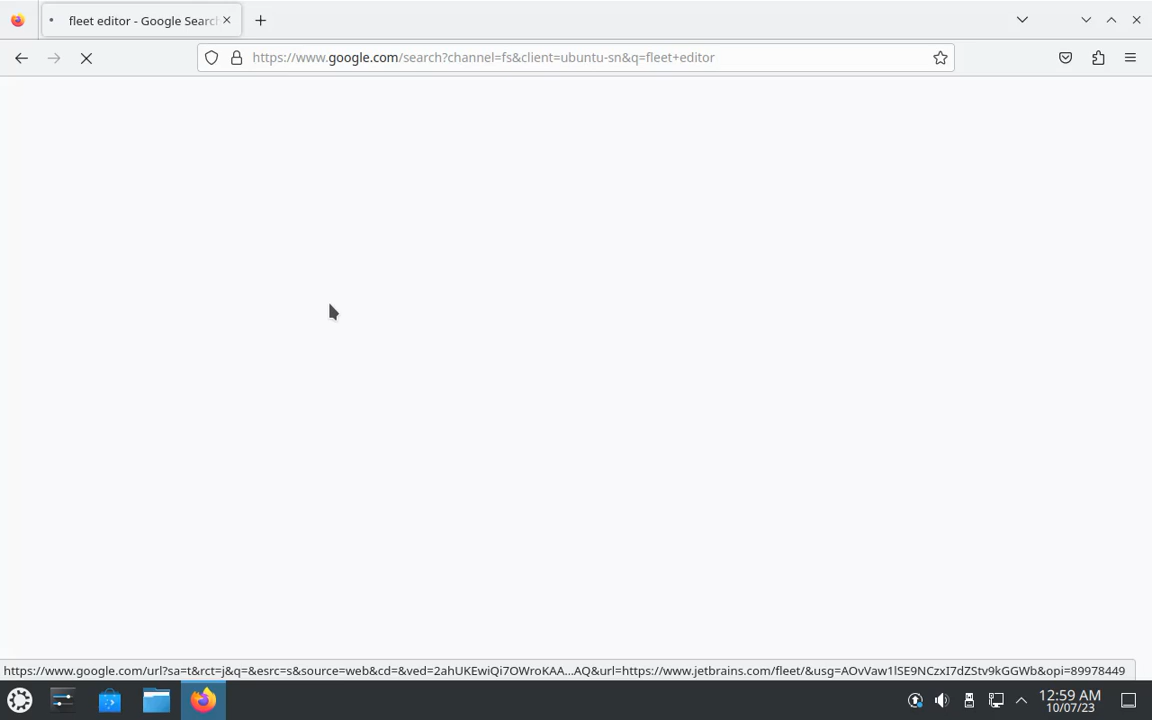 fleet editor - Google Search
https://www.google.com/search?channel=fs&client=ubuntu-sn&q=fleet+editor
https://www.google.com/url?sa=t&rct=j&q=&esrc=s&source=web&cd=&ved=2ahUKEwiQi7OWroKAA...AQ&url=https://www.jetbrains.com/fleet/&usg=AOvVaw1lSE9NCzxI7dZStv9kGGWb&opi=89978449
12:59 AM
10/07/23